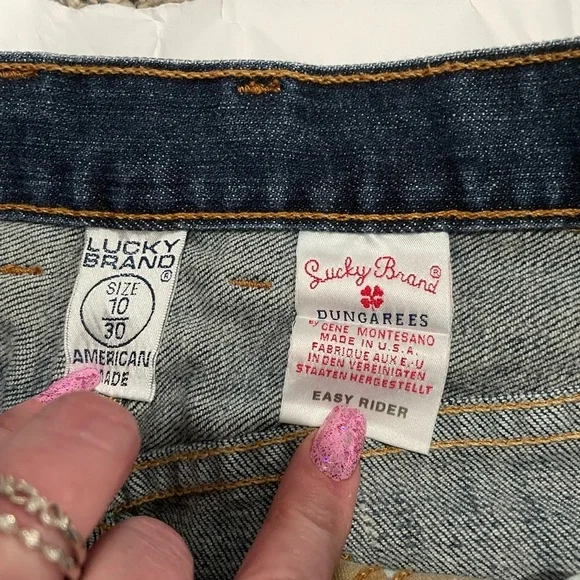 LUCKY
BRAND®
SIZE
10
30
AMERICAN
MADE
Lucky Brand®
DUNGAREES
BY GENE MONTESANO
MADE IN U.S.A.
FABRIQUE AUX E.-U
IN DEN VEREINIGTEN
STAATEN HERGESTELLT
EASY RIDER